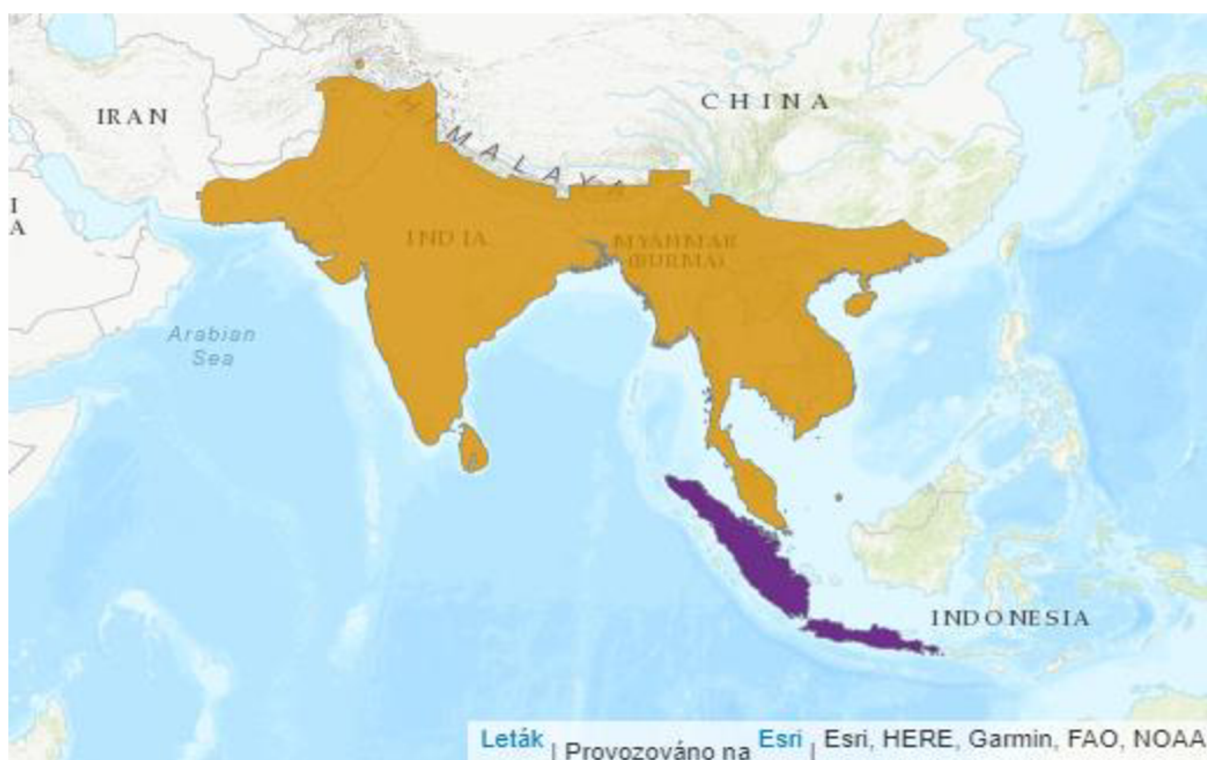 CHINA
IRAN
HIMALAYA
I
A
INDIA
MYANMAR
(BURMA)
Arabian
Sea
INDONESIA
Leták | Provozováno na Esri | Esri, HERE, Garmin, FAO, NOAA